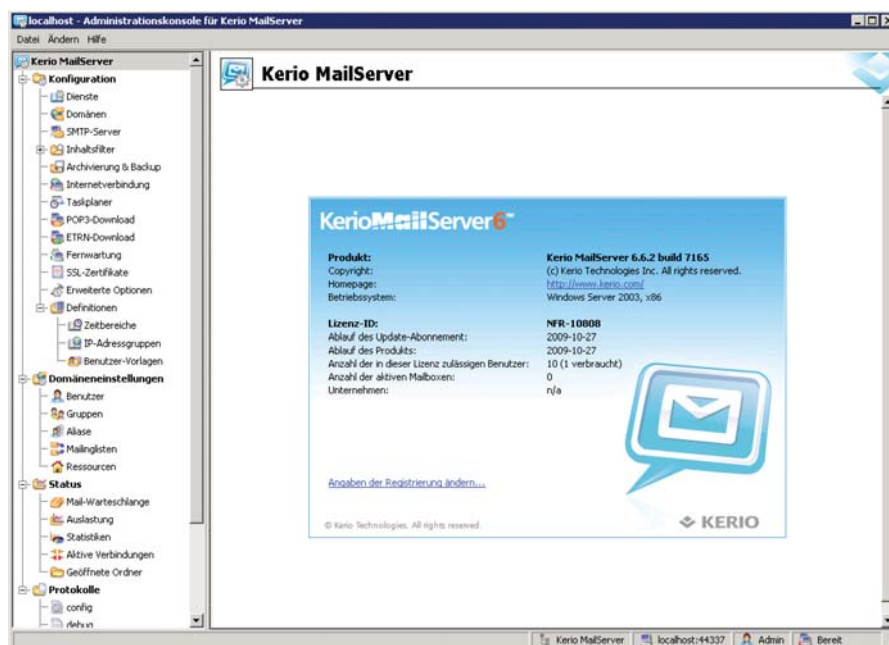 localhost - Administrationskonsole für Kerio MailServer
Datei Ändern Hilfe
Kerio MailServer
Konfiguration
Dienste
Domänen
SMTP-Server
Inhaltsfilter
Archivierung & Backup
Internetverbindung
Taskplaner
POP3-Download
ETRN-Download
Fernwartung
SSL-Zertifikate
Erweiterte Optionen
Definitionen
Zeitbereiche
IP-Adressgruppen
Benutzer-Vorlagen
Domäneneinstellungen
Benutzer
Gruppen
Aliase
Mailinglisten
Ressourcen
Status
Mail-Warteschlange
Auslastung
Statistiken
Aktive Verbindungen
Geöffnete Ordner
Protokolle
config
debug
Kerio MailServer
KerioMailServer6™
Produkt: Kerio MailServer 6.6.2 build 7165
Copyright: (c) Kerio Technologies Inc. All rights reserved.
Homepage: http://www.kerio.com/
Betriebssystem: Windows Server 2003, x86
Lizenz-ID: NFR-10808
Ablauf des Update-Abonnement: 2009-10-27
Ablauf des Produkts: 2009-10-27
Anzahl der in dieser Lizenz zulässigen Benutzer: 10 (1 verbraucht)
Anzahl der aktiven Mailboxen: 0
Unternehmen: n/a
Angaben der Registrierung ändern...
© Kerio Technologies. All rights reserved.
KERIO
Kerio MailServer localhost:44337 Admin Bereit